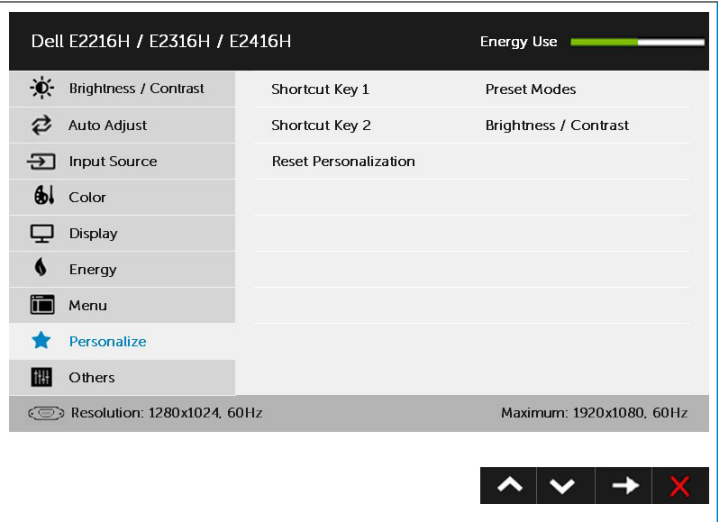 Dell E2216H / E2316H / E2416H Energy Use
Brightness / Contrast Shortcut Key 1 Preset Modes
Auto Adjust Shortcut Key 2 Brightness / Contrast
Input Source Reset Personalization
Color
Display
Energy
Menu
Personalize
Others
Resolution: 1280x1024, 60Hz Maximum: 1920x1080, 60Hz